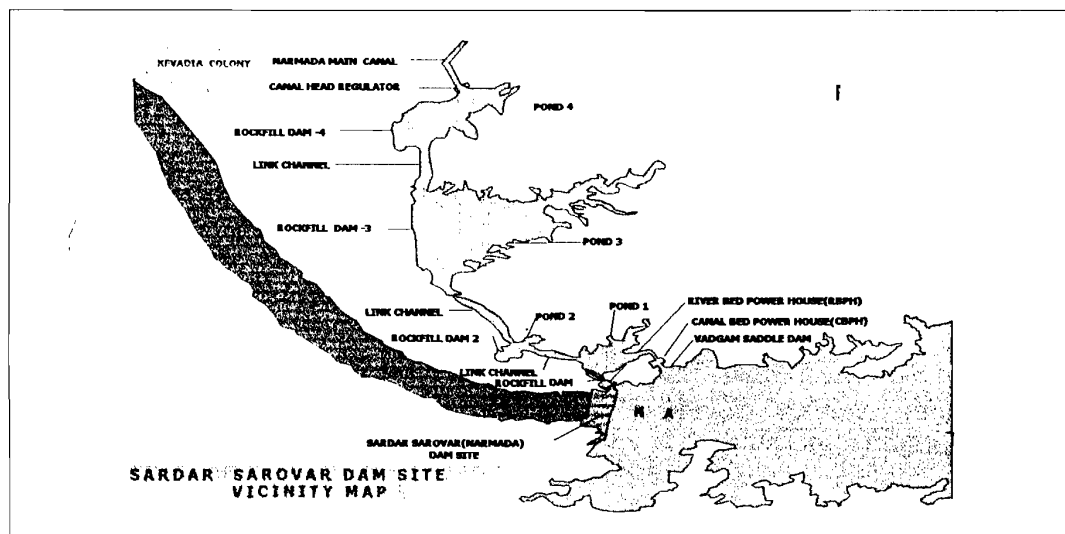 KEVADIA COLONY
NARMADA MAIN CANAL
CANAL HEAD REGULATOR
POND 4
ROCKFILL DAM -4
LINK CHANNEL
ROCKFILL DAM -3
POND 3
RIVER BED POWER HOUSE(RBPH)
LINK CHANNEL
POND 2
POND 1
CANAL BED POWER HOUSE(CBPH)
ROCKFILL DAM 2
VADGAM SADDLE DAM
LINK CHANNEL
ROCKFILL DAM
N A
SARDAR SAROVAR(NARMADA)
DAM SITE
SARDAR SAROVAR DAM SITE
VICINITY MAP